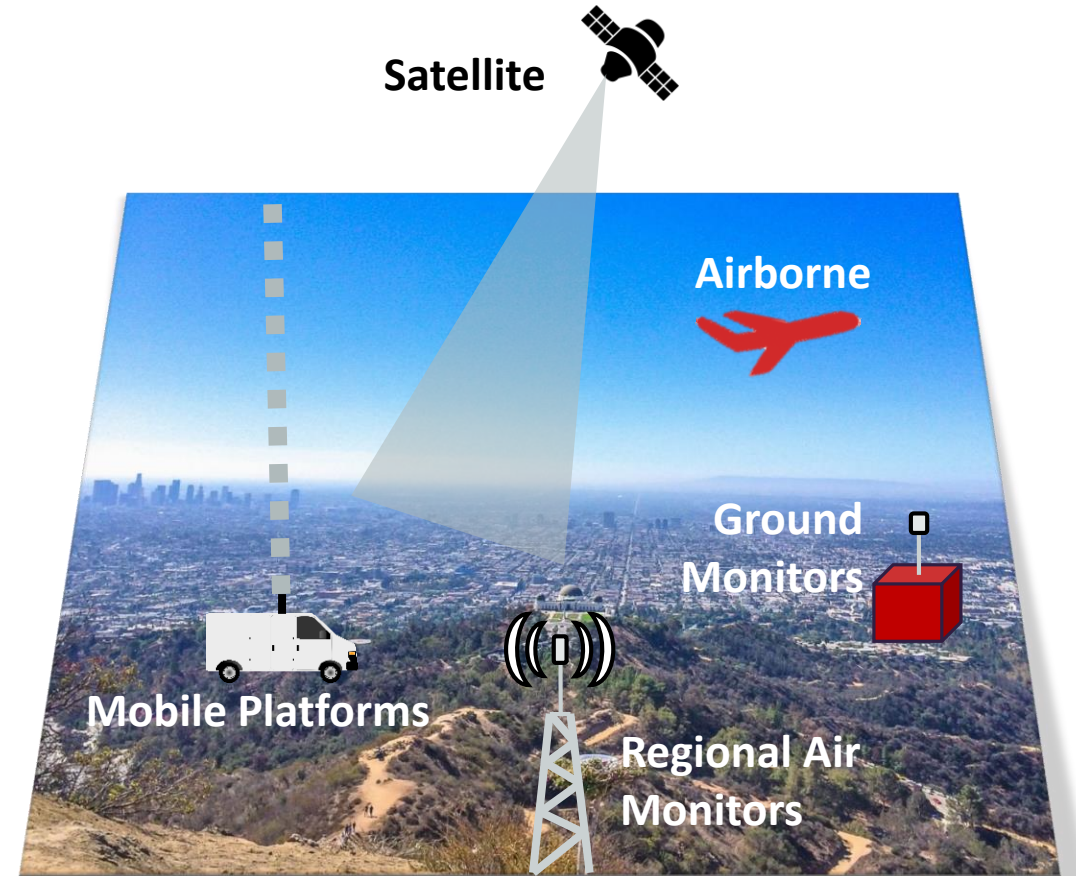 Satellite
Airborne
Ground
Monitors
Mobile Platforms
Regional Air
Monitors